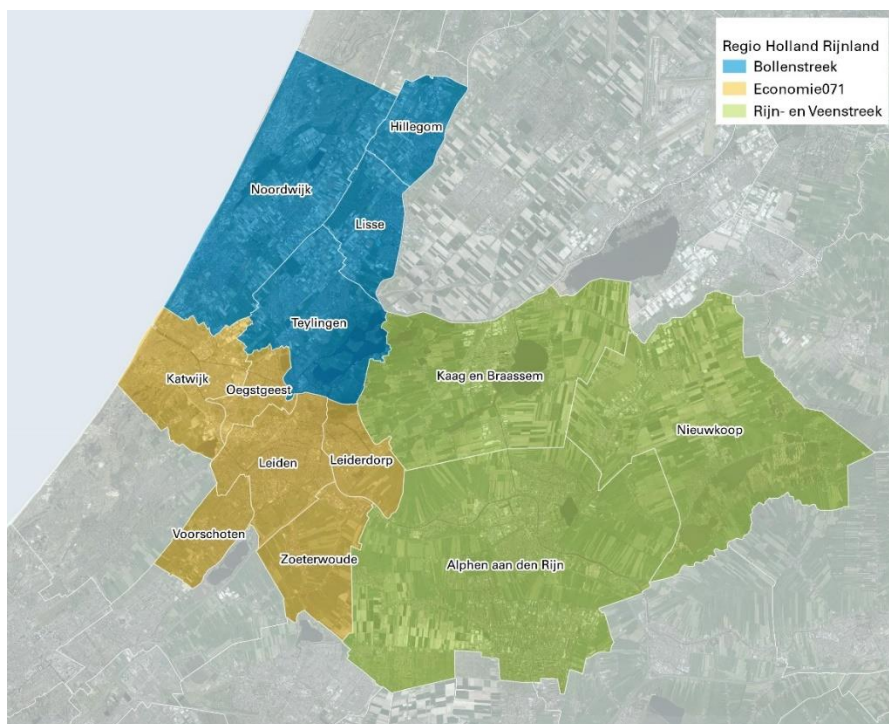 Regio Holland Rijnland
Bollenstreek
Economie071
Rijn- en Veenstreek
Hillegom
Noordwijk
Lisse
Teylingen
Katwijk
Oegstgeest
Kaag en Braassem
Nieuwkoop
Leiden
Leiderdorp
Voorschoten
Zoeterwoude
Alphen aan den Rijn